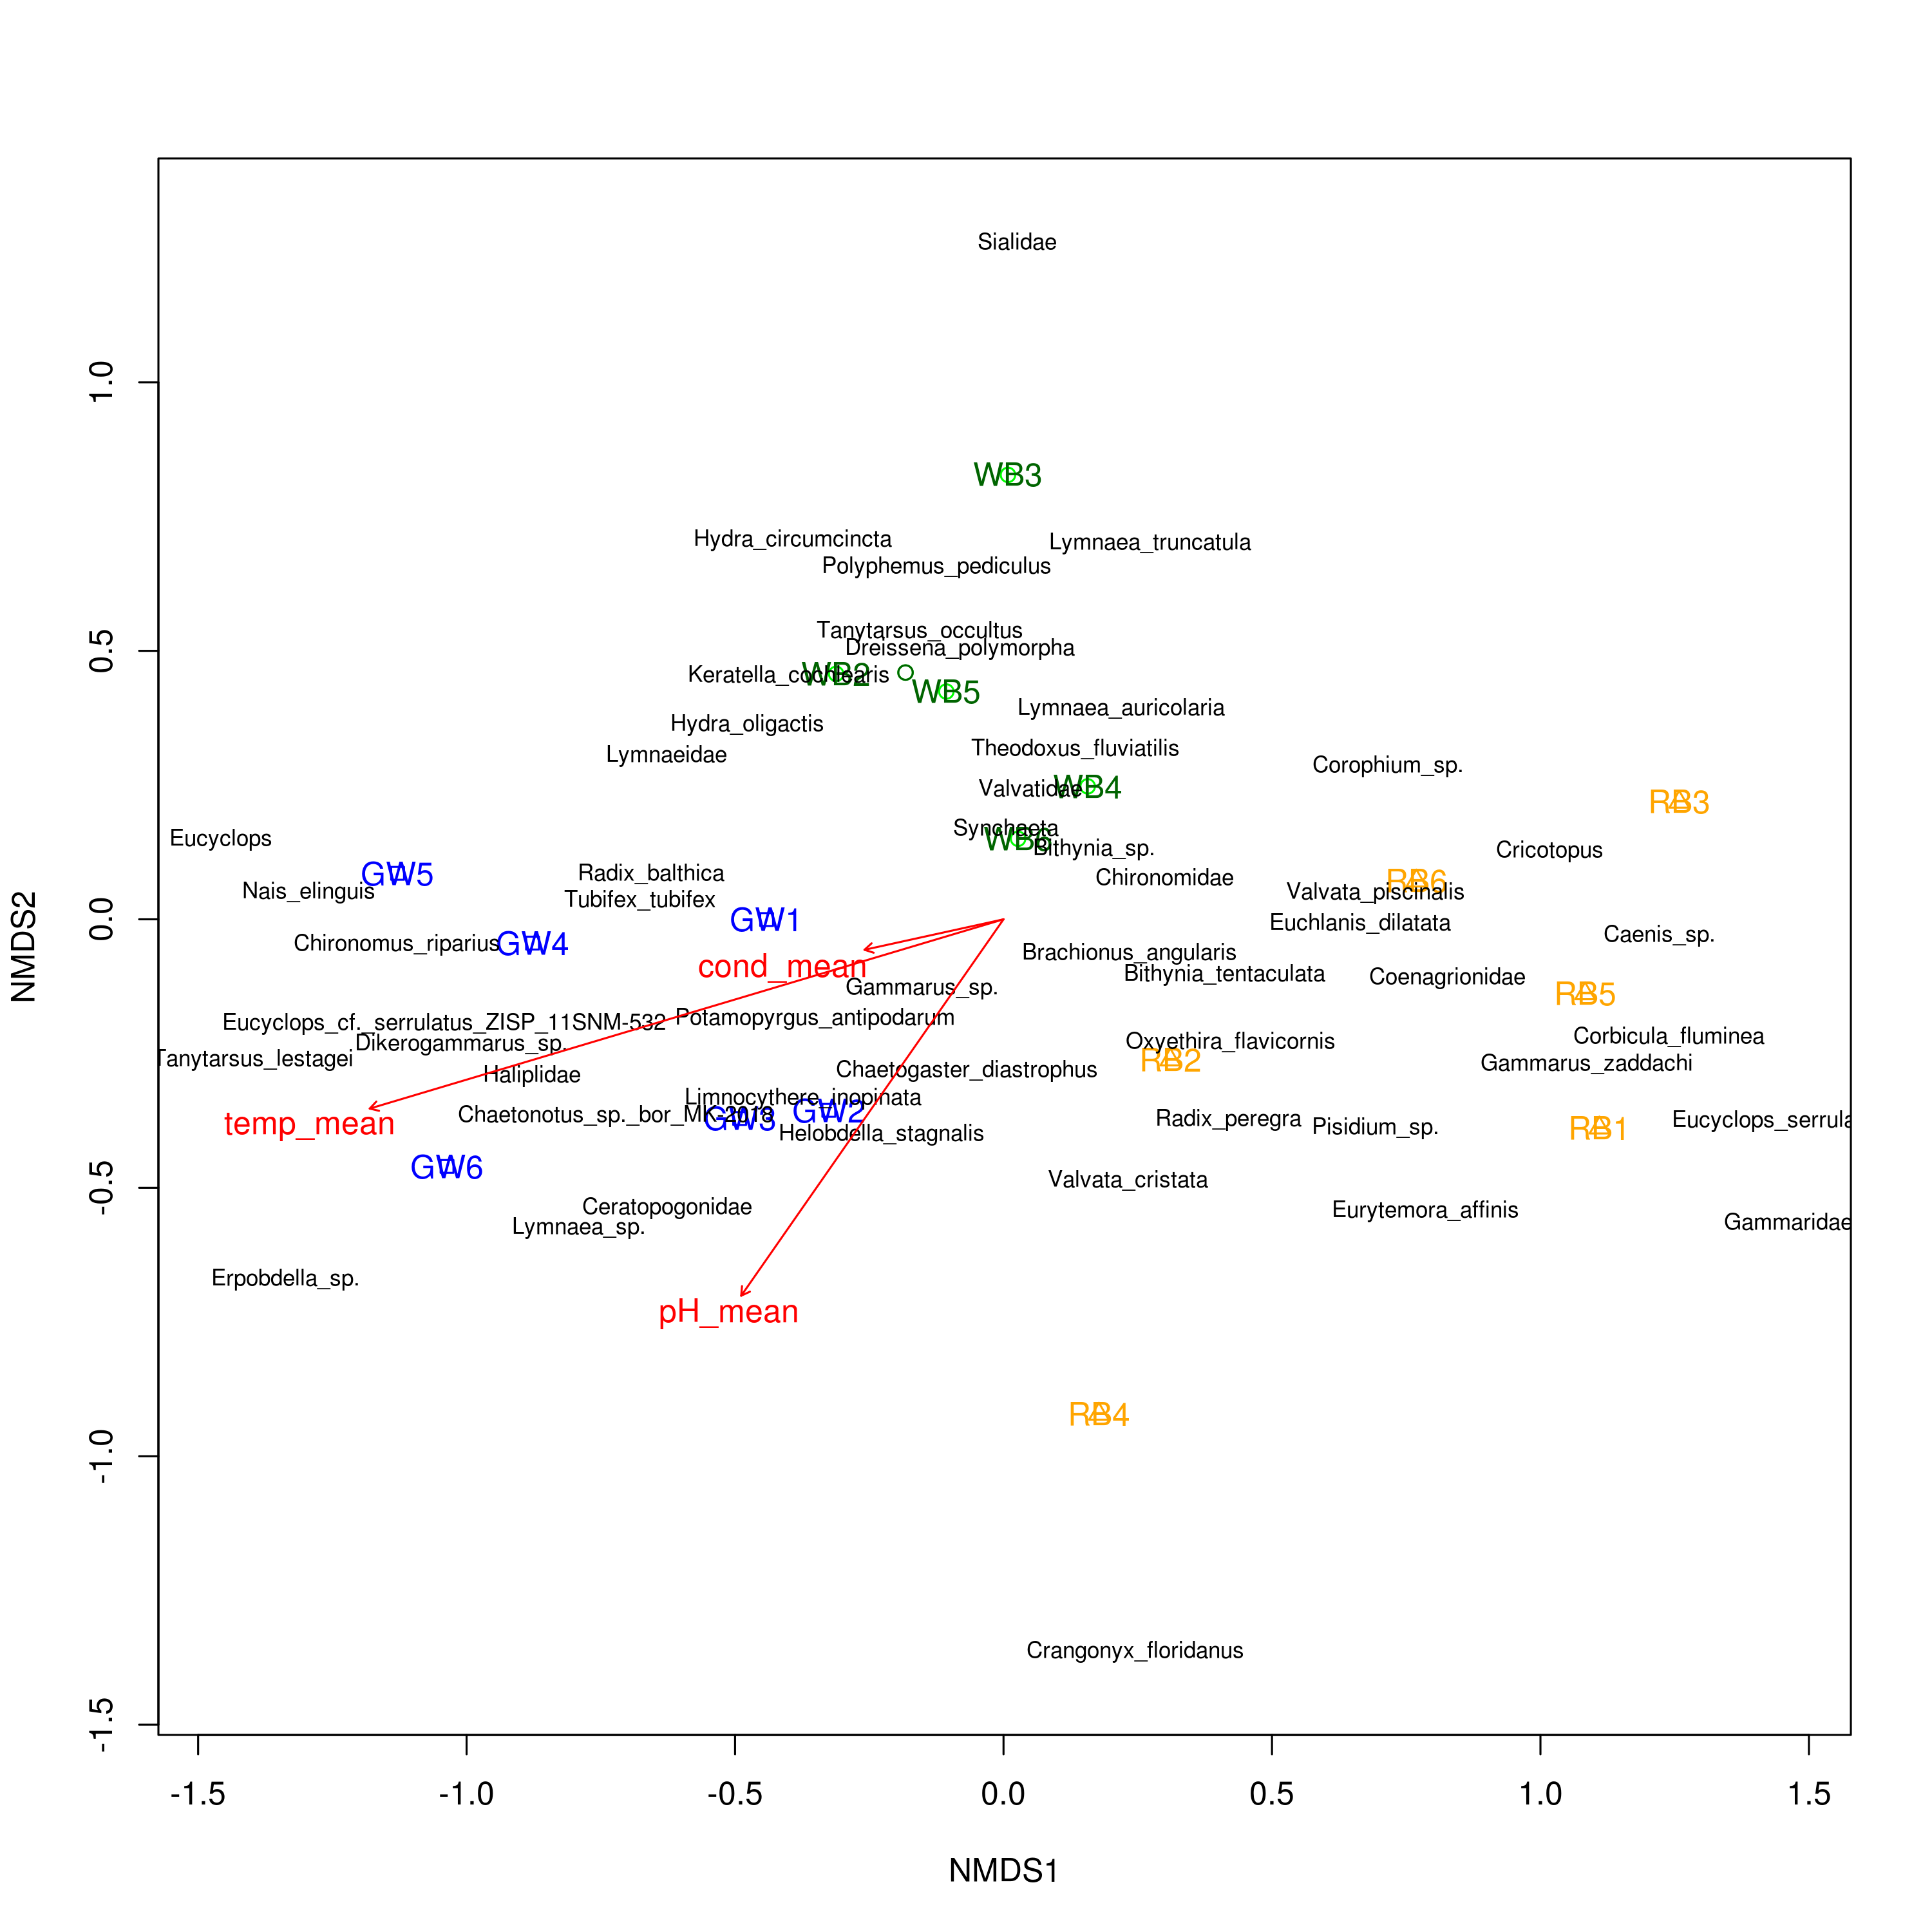 Sialidae
1.0
WB3
Hydra_circumcincta
Lymnaea_truncatula
Polyphemus_pediculus
Tanytarsus_occultus
0.5
Dreissena_polymorpha
Keratella_cochlearis
WB2
WB5
Lymnaea_auricolaria
Hydra_oligactis
Theodoxus_fluviatilis
Lymnaeidae
Corophium_sp.
Valvatidae
WB4
RB3
Synchaeta
Eucyclops
WB6
Bithynia_sp.
Cricotopus
GW5
Radix_balthica
Chironomidae
RB6
Nais_elinguis
Valvata_piscinalis
Tubifex_tubifex
0.0
GW1
Euchlanis_dilatata
Caenis_sp.
NMDS2
Chironomus_riparius
GW4
Brachionus_angularis
cond_mean
Bithynia_tentaculata
Coenagrionidae
Gammarus_sp.
RB5
Eucyclops_cf._serrulatus_ZISP_11SNM-532
Potamopyrgus_antipodarum
Dikerogammarus_sp.
Oxyethira_flavicornis
Corbicula_fluminea
Tanytarsus_lestagei
RB2
Gammarus_zaddachi
Haliplidae
Chaetogaster_diastrophus
Limnocythere_inopinata
Chaetonotus_sp._bor_MK-2018
GW3
GW2
temp_mean
Radix_peregra
Eucyclops_serrula
Pisidium_sp.
RB1
Helobdella_stagnalis
GW6
-0.5
Valvata_cristata
Ceratopogonidae
Eurytemora_affinis
Lymnaea_sp.
Gammaridae
Erpobdella_sp.
pH_mean
RB4
-1.0
Crangonyx_floridanus
-1.5
-1.5 -1.0 -0.5 0.0 0.5 1.0 1.5
NMDS1